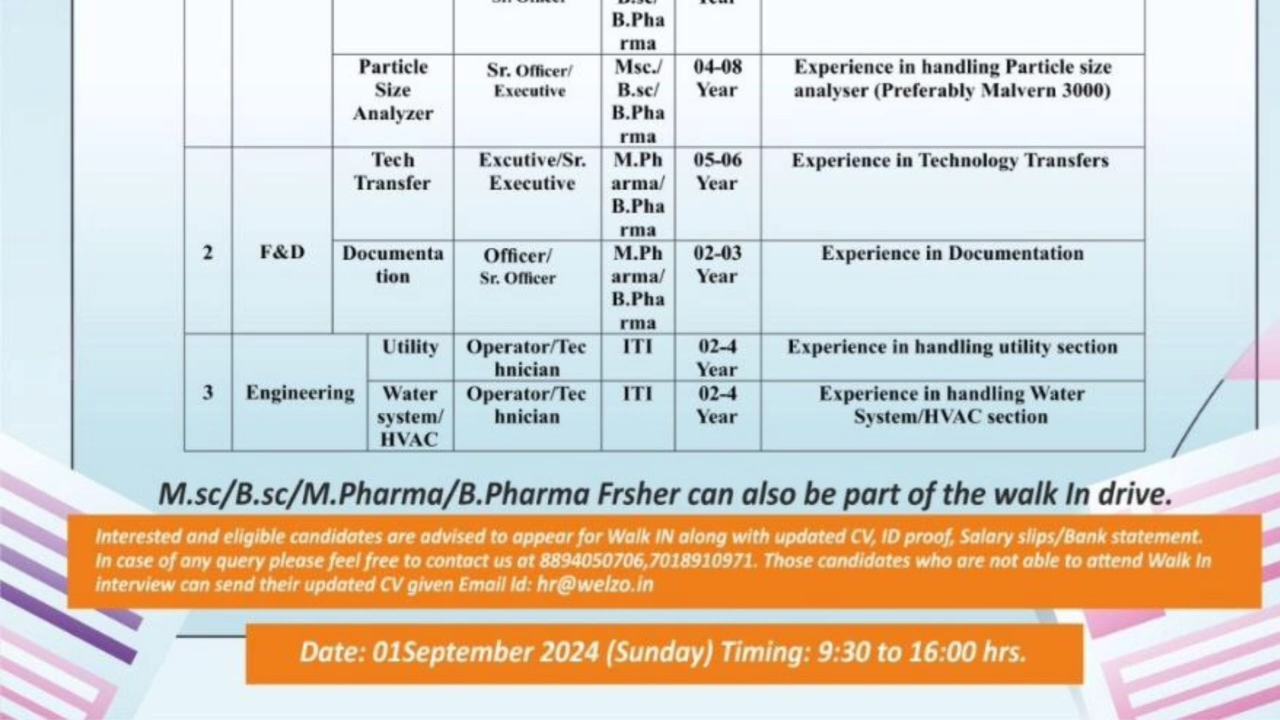 Sr. Officer
B.sc/
Year
B.Pha
rma
Particle
Size
Analyzer
Sr. Officer/
Executive
Msc./
B.sc/
B.Pha
rma
04-08
Year
Experience in handling Particle size
analyser (Preferably Malvern 3000)
2
F&D
Tech
Transfer
Excutive/Sr.
Executive
M.Ph
arma/
B.Pha
rma
05-06
Year
Experience in Technology Transfers
Documenta
tion
Officer/
Sr. Officer
M.Ph
arma/
B.Pha
rma
02-03
Year
Experience in Documentation
3
Engineering
Utility
Operator/Tec
hnician
ITI
02-4
Year
Experience in handling utility section
Water
system/
HVAC
Operator/Tec
hnician
ITI
02-4
Year
Experience in handling Water
System/HVAC section
M.sc/B.sc/M.Pharma/B.Pharma Frsher can also be part of the walk In drive.
Interested and eligible candidates are advised to appear for Walk IN along with updated CV, ID proof, Salary slips/Bank statement.
In case of any query please feel free to contact us at 8894050706,7018910971. Those candidates who are not able to attend Walk In
interview can send their updated CV given Email Id: hr@welzo.in
Date: 01September 2024 (Sunday) Timing: 9:30 to 16:00 hrs.